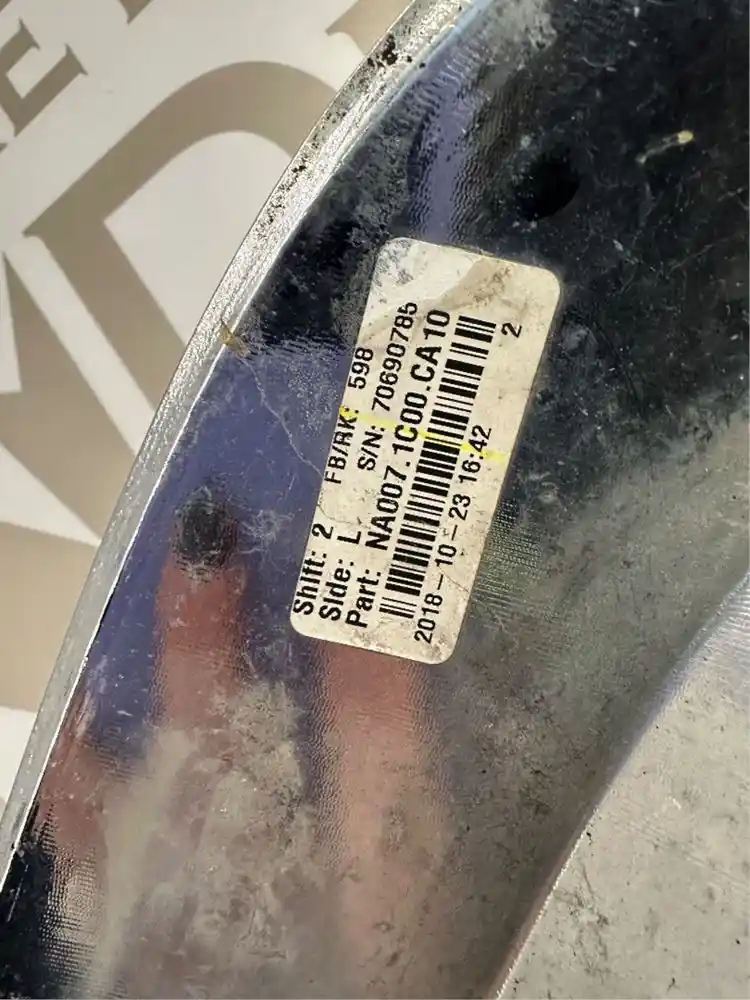 Shift: 2 FB/RK: 598
Side: L S/N: 70690785
Part: NA007.1C00.CA10
2018-10-23 16:42 2